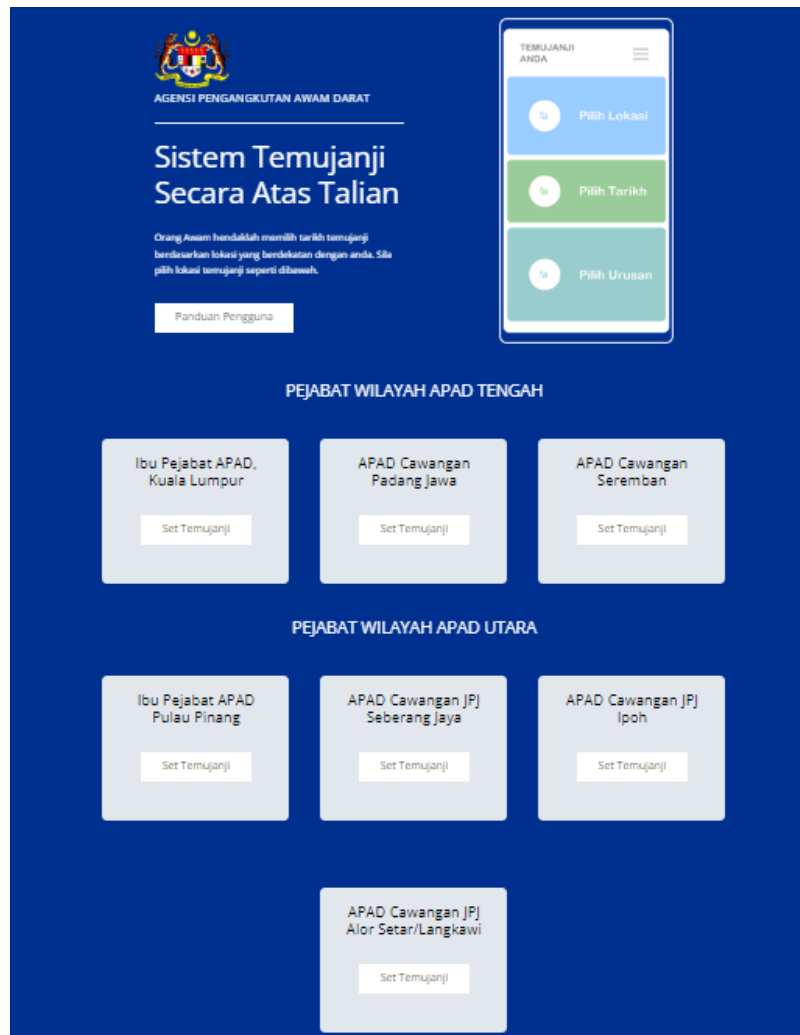 AGENSI PENGANGKUTAN AWAM DARAT
Sistem Temujanji
Secara Atas Talian
Orang Awam hendaklah memilih tarikh temujanji
berdasarkan lokasi yang berdekatan dengan anda. Sila
pilih lokasi temujanji seperti dibawah.
Panduan Pengguna
TEMUJANJI
ANDA
fa Pilih Lokasi
fa Pilih Tarikh
fa Pilih Urusan
PEJABAT WILAYAH APAD TENGAH
Ibu Pejabat APAD,
Kuala Lumpur
Set Temujanji
APAD Cawangan
Padang Jawa
Set Temujanji
APAD Cawangan
Seremban
Set Temujanji
PEJABAT WILAYAH APAD UTARA
Ibu Pejabat APAD
Pulau Pinang
Set Temujanji
APAD Cawangan JPJ
Seberang Jaya
Set Temujanji
APAD Cawangan JPJ
Ipoh
Set Temujanji
APAD Cawangan JPJ
Alor Setar/Langkawi
Set Temujanji